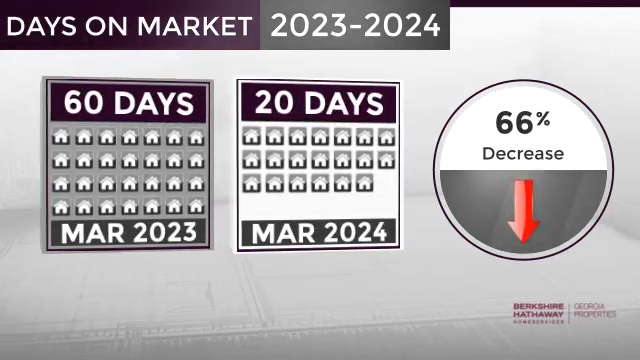 DAYS ON MARKET 2023-2024
60 DAYS
MAR 2023
20 DAYS
MAR 2024
66%
Decrease
BERKSHIRE
HATHAWAY
HOMESERVICES
GEORGIA
PROPERTIES